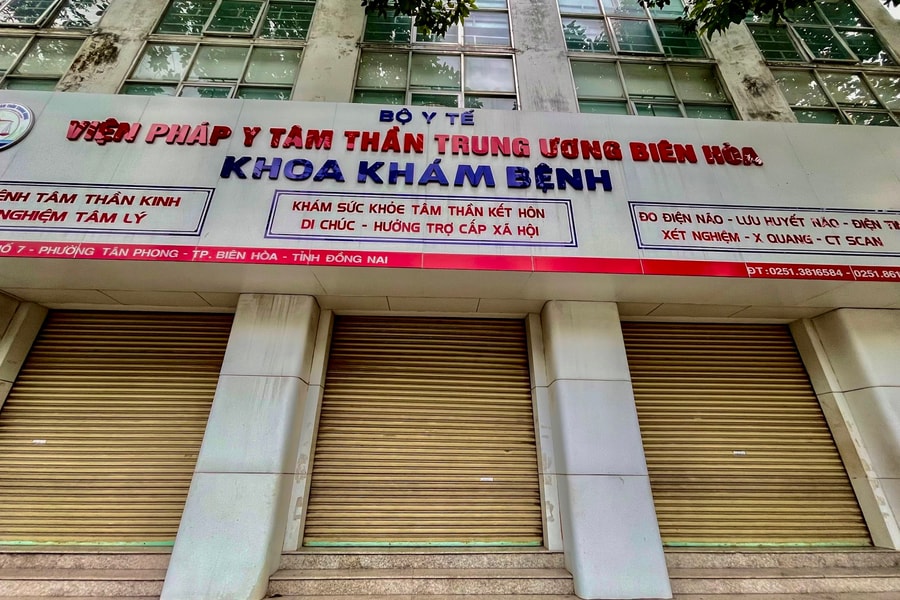 BỘ Y TẾ
VIỆN PHÁP Y TÂM THẦN TRUNG ƯƠNG BIÊN HÒA
KHOA KHÁM BỆNH
BỆNH TÂM THẦN KINH
NGHIỆM TÂM LÝ
KHÁM SỨC KHỎE TÂM THẦN KẾT HÔN
DI CHÚC - HƯỞNG TRỢ CẤP XÃ HỘI
ĐO ĐIỆN NÃO - LƯU HUYẾT NÃO - ĐIỆN TI
XÉT NGHIỆM - X QUANG - CT SCAN
Ố 7 - PHƯỜNG TÂN PHONG - TP. BIÊN HÒA - TỈNH ĐỒNG NAI
ĐT: 0251.3816584 - 0251.861